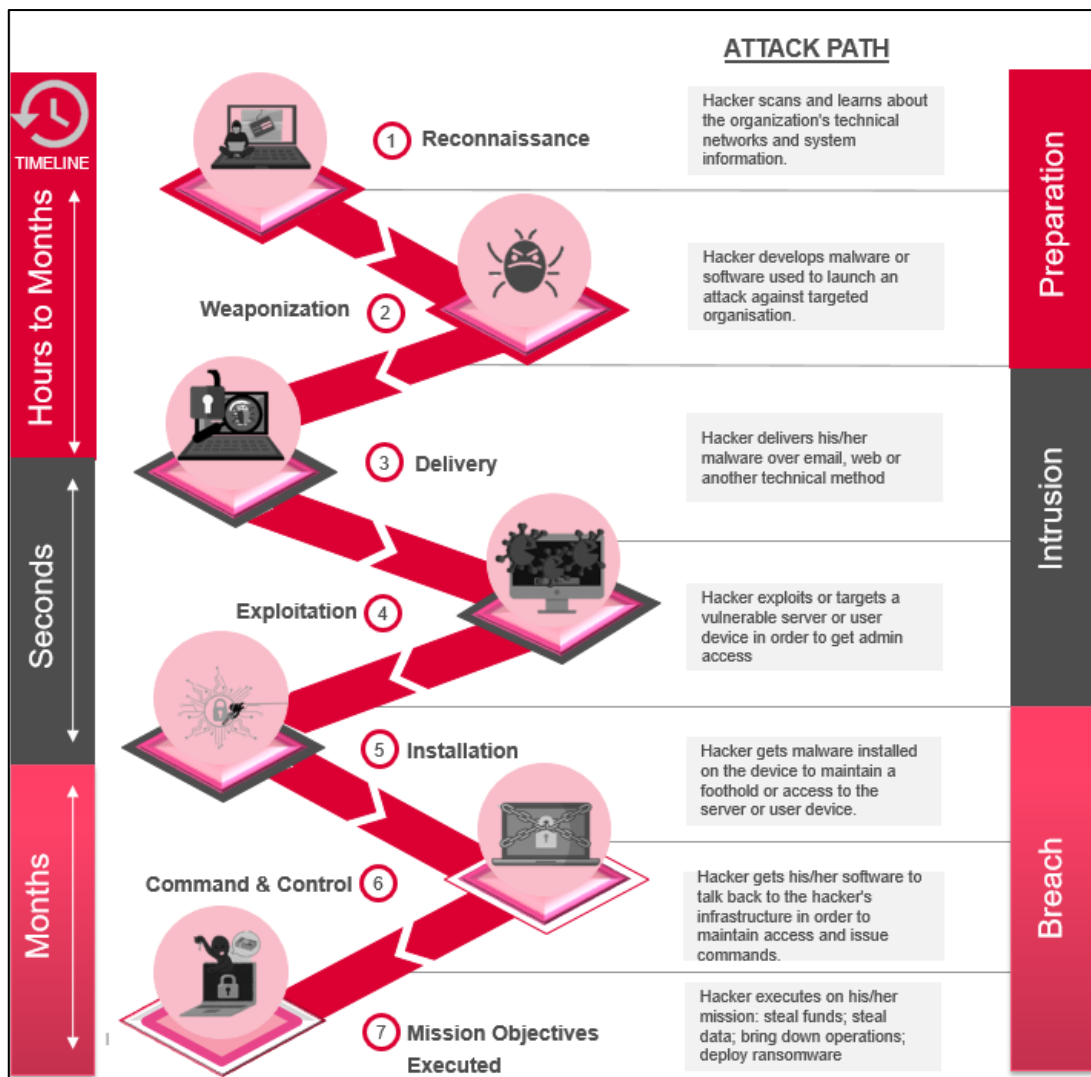 ATTACK PATH
TIMELINE
Hours to Months
Seconds
Months
1 Reconnaissance
Hacker scans and learns about
the organization's technical
networks and system
information.
Preparation
Weaponization 2
Hacker develops malware or
software used to launch an
attack against targeted
organisation.
3 Delivery
Hacker delivers his/her
malware over email, web or
another technical method
Intrusion
Exploitation 4
Hacker exploits or targets a
vulnerable server or user
device in order to get admin
access
5 Installation
Hacker gets malware installed
on the device to maintain a
foothold or access to the
server or user device.
Breach
Command & Control 6
Hacker gets his/her software to
talk back to the hacker's
infrastructure in order to
maintain access and issue
commands.
7 Mission Objectives
Executed
Hacker executes on his/her
mission: steal funds; steal
data; bring down operations;
deploy ransomware